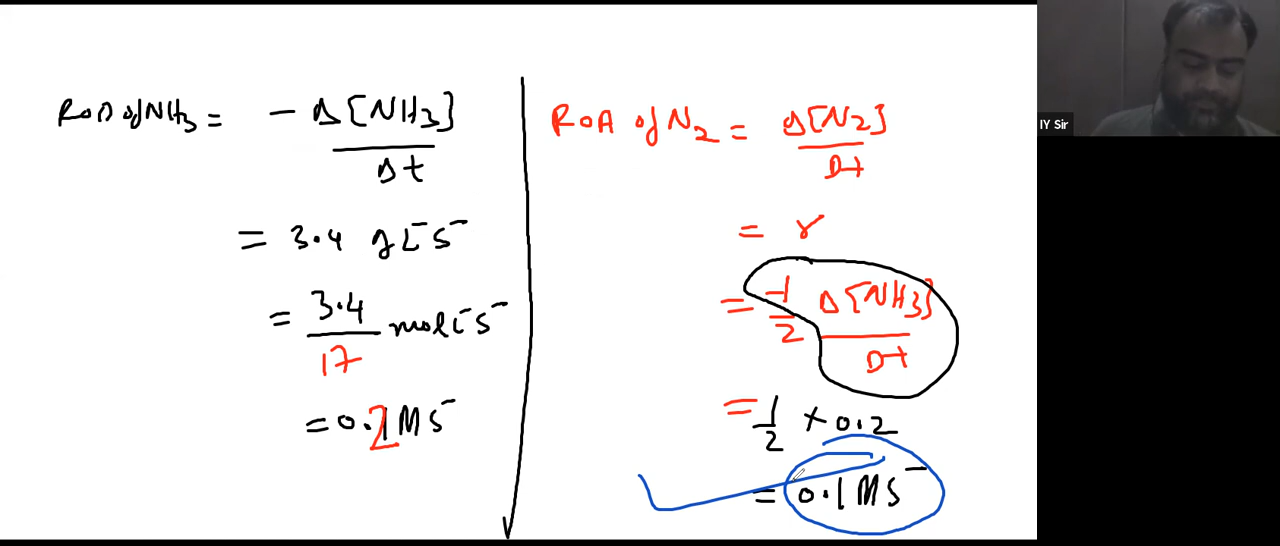 RoD of NH3 = - Δ[NH3]
Δt
= 3.4 gL⁻S⁻
= 3.4
17
mol L⁻S⁻
= 0.2 M S⁻
RoA of N2 = Δ[N2]
Δt
= r
= -1
2
Δ[NH3]
Δt
= 1
2
× 0.2
= 0.1 M S⁻
IY Sir